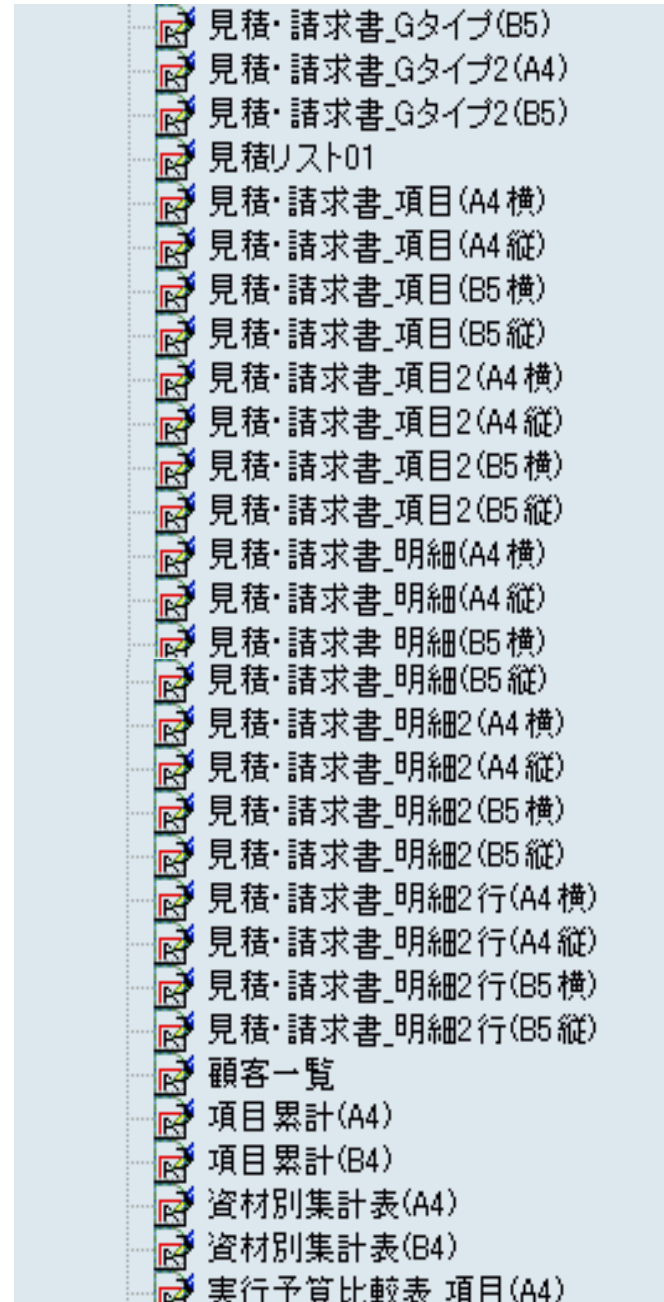 見積・請求書_Gタイプ(B5)
見積・請求書_Gタイプ2(A4)
見積・請求書_Gタイプ2(B5)
見積リスト01
見積・請求書_項目(A4横)
見積・請求書_項目(A4縦)
見積・請求書_項目(B5横)
見積・請求書_項目(B5縦)
見積・請求書_項目2(A4横)
見積・請求書_項目2(A4縦)
見積・請求書_項目2(B5横)
見積・請求書_項目2(B5縦)
見積・請求書_明細(A4横)
見積・請求書_明細(A4縦)
見積・請求書 明細(B5横)
見積・請求書_明細(B5縦)
見積・請求書_明細2(A4横)
見積・請求書_明細2(A4縦)
見積・請求書_明細2(B5横)
見積・請求書_明細2(B5縦)
見積・請求書_明細2行(A4横)
見積・請求書_明細2行(A4縦)
見積・請求書_明細2行(B5横)
見積・請求書_明細2行(B5縦)
顧客一覧
項目累計(A4)
項目累計(B4)
資材別集計表(A4)
資材別集計表(B4)
実行予算比較表 項目(A4)